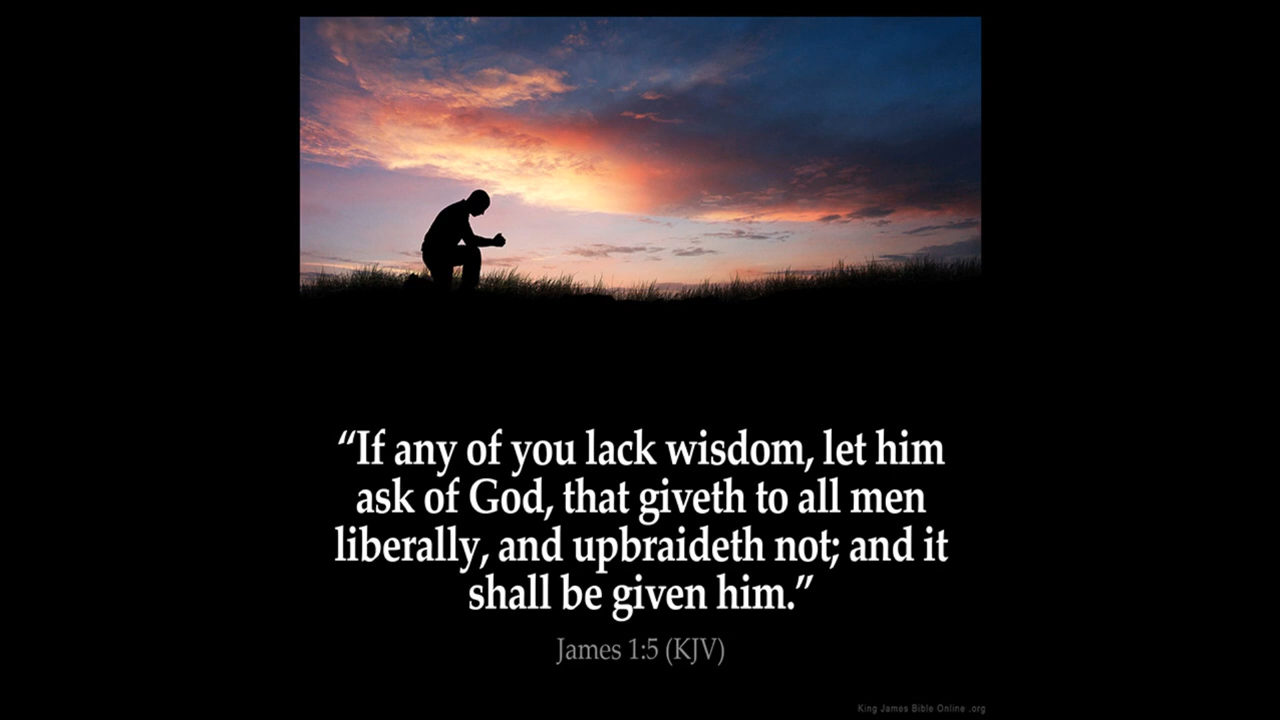 “If any of you lack wisdom, let him
ask of God, that giveth to all men
liberally, and upbraideth not; and it
shall be given him.”
James 1:5 (KJV)
King James Bible Online .org